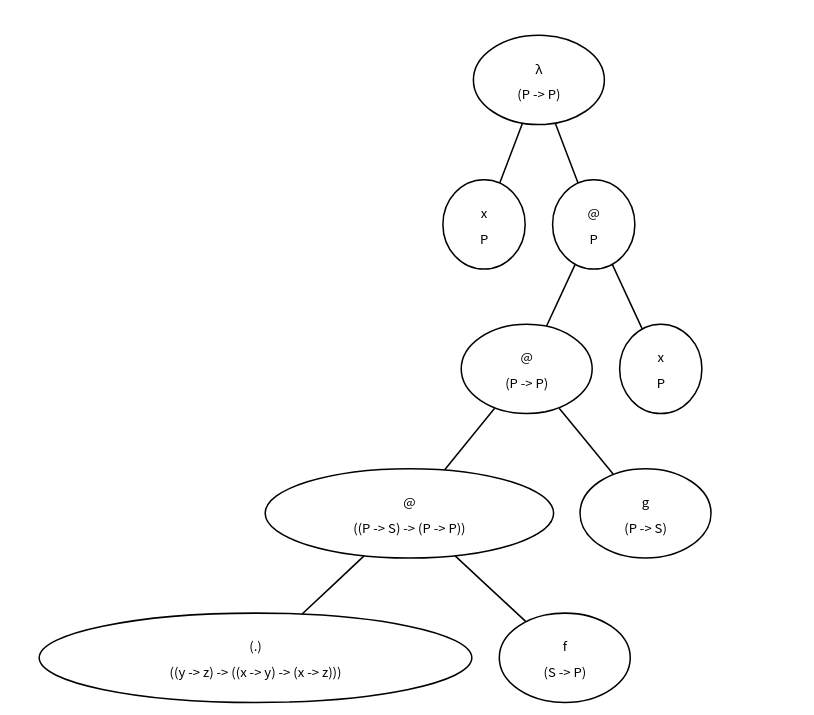 λ
(P -> P)
x
P
@
P
@
(P -> P)
x
P
@
((P -> S) -> (P -> P))
g
(P -> S)
(.)
((y -> z) -> ((x -> y) -> (x -> z)))
f
(S -> P)